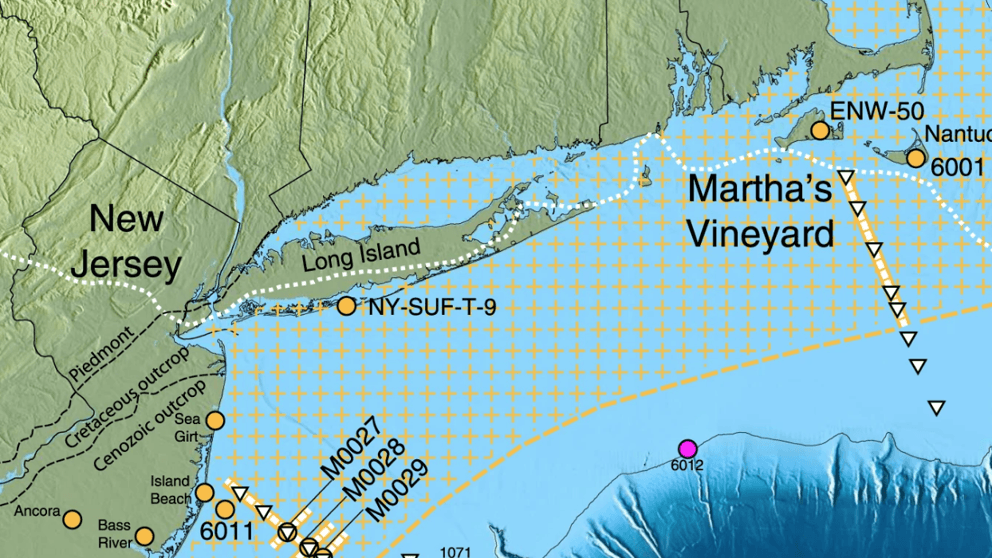 ENW-50
Nantuc
6001
Martha's
Vineyard
New
Jersey
Long Island
NY-SUF-T-9
Piedmont
Cretaceous outcrop
Cenozoic outcrop
Sea
Girt
M0027
M0028
M0029
6012
Island
Beach
Ancora
6011
Bass
River
1071